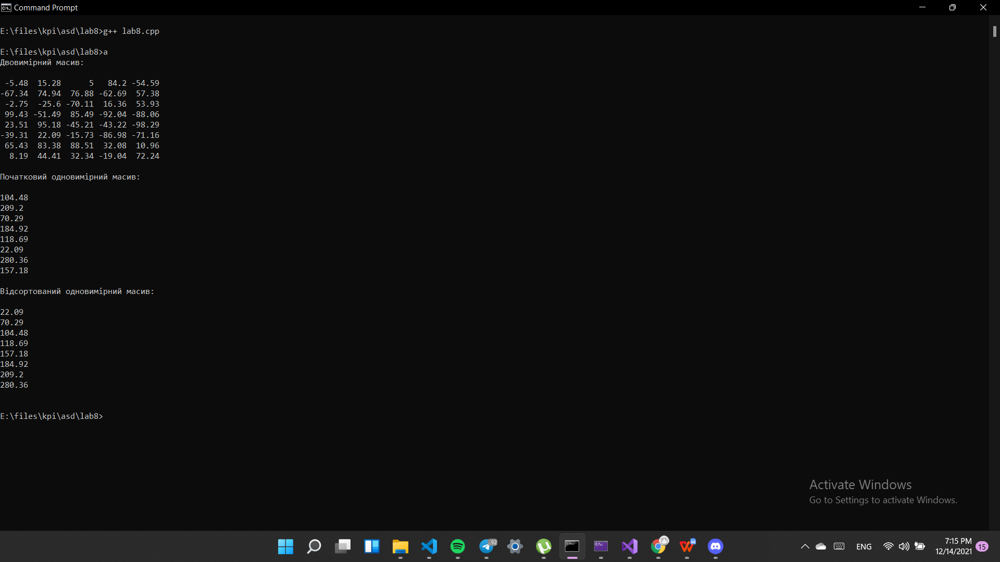 Command Prompt
E:\files\kpi\asd\lab8>g++ lab8.cpp
E:\files\kpi\asd\lab8>a
Двовимірний масив:
-5.48 15.28 5 84.2 -54.59
-67.34 74.94 76.88 -62.69 57.38
-2.75 -25.6 -70.11 16.36 53.93
99.43 -51.49 85.49 -92.04 -88.06
23.51 95.18 -45.21 -43.22 -98.29
-39.31 22.09 -15.73 -86.98 -71.16
65.43 83.38 88.51 32.08 10.96
8.19 44.41 32.34 -19.04 72.24
Початковий одновимірний масив:
104.48
209.2
70.29
184.92
118.69
22.09
280.36
157.18
Відсортований одновимірний масив:
22.09
70.29
104.48
118.69
157.18
184.92
209.2
280.36
E:\files\kpi\asd\lab8>
Activate Windows
Go to Settings to activate Windows.
..92
ENG
7:15 PM
12/14/2021
15